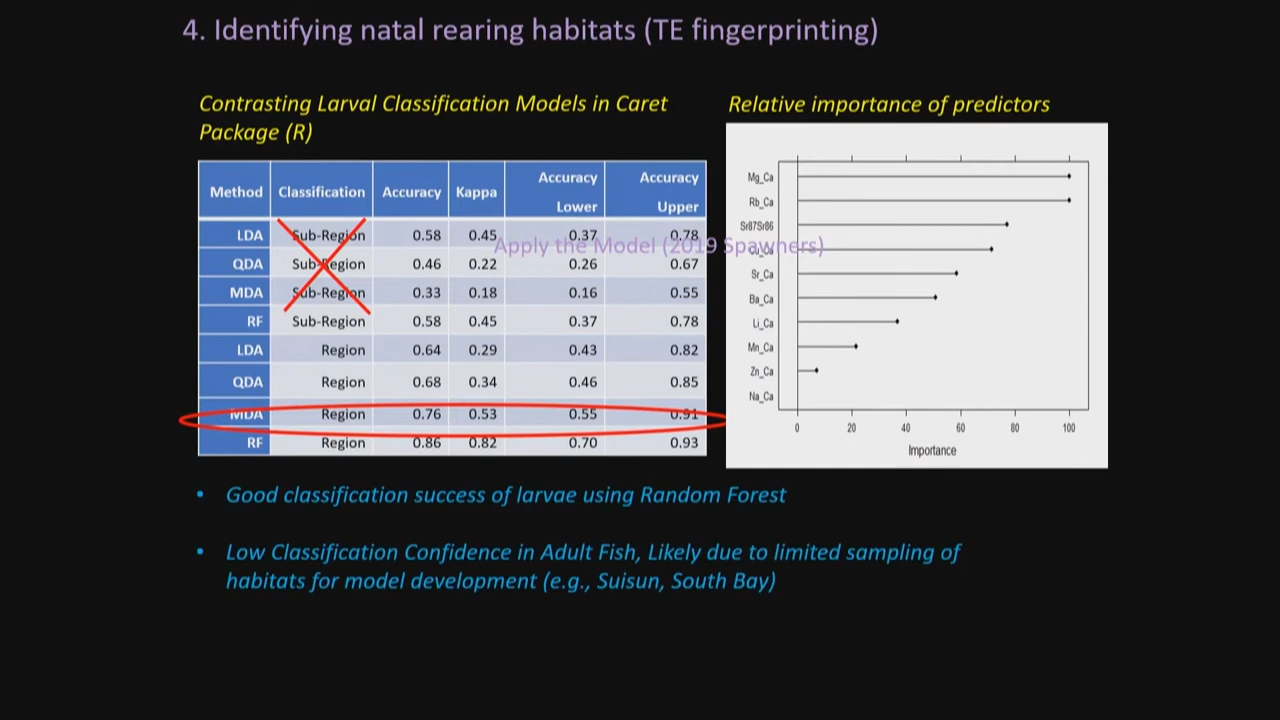 4. Identifying natal rearing habitats (TE fingerprinting)
Contrasting Larval Classification Models in Caret
Package (R)
Relative importance of predictors
Method Classification Accuracy Kappa Accuracy Lower Accuracy Upper
LDA Sub-Region 0.58 0.45 0.37 0.78
QDA Sub-Region 0.46 0.22 0.26 0.67
MDA Sub-Region 0.33 0.18 0.16 0.55
RF Sub-Region 0.58 0.45 0.37 0.78
LDA Region 0.64 0.29 0.43 0.82
QDA Region 0.68 0.34 0.46 0.85
MDA Region 0.76 0.53 0.55 0.91
RF Region 0.86 0.82 0.70 0.93
Apply the Model (2019 Spawners)
Mg_Ca
Rb_Ca
Sr87Sr86
Sr_Ca
Ba_Ca
Li_Ca
Mn_Ca
Zn_Ca
Na_Ca
0 20 40 60 80 100
Importance
• Good classification success of larvae using Random Forest
• Low Classification Confidence in Adult Fish, Likely due to limited sampling of
habitats for model development (e.g., Suisun, South Bay)